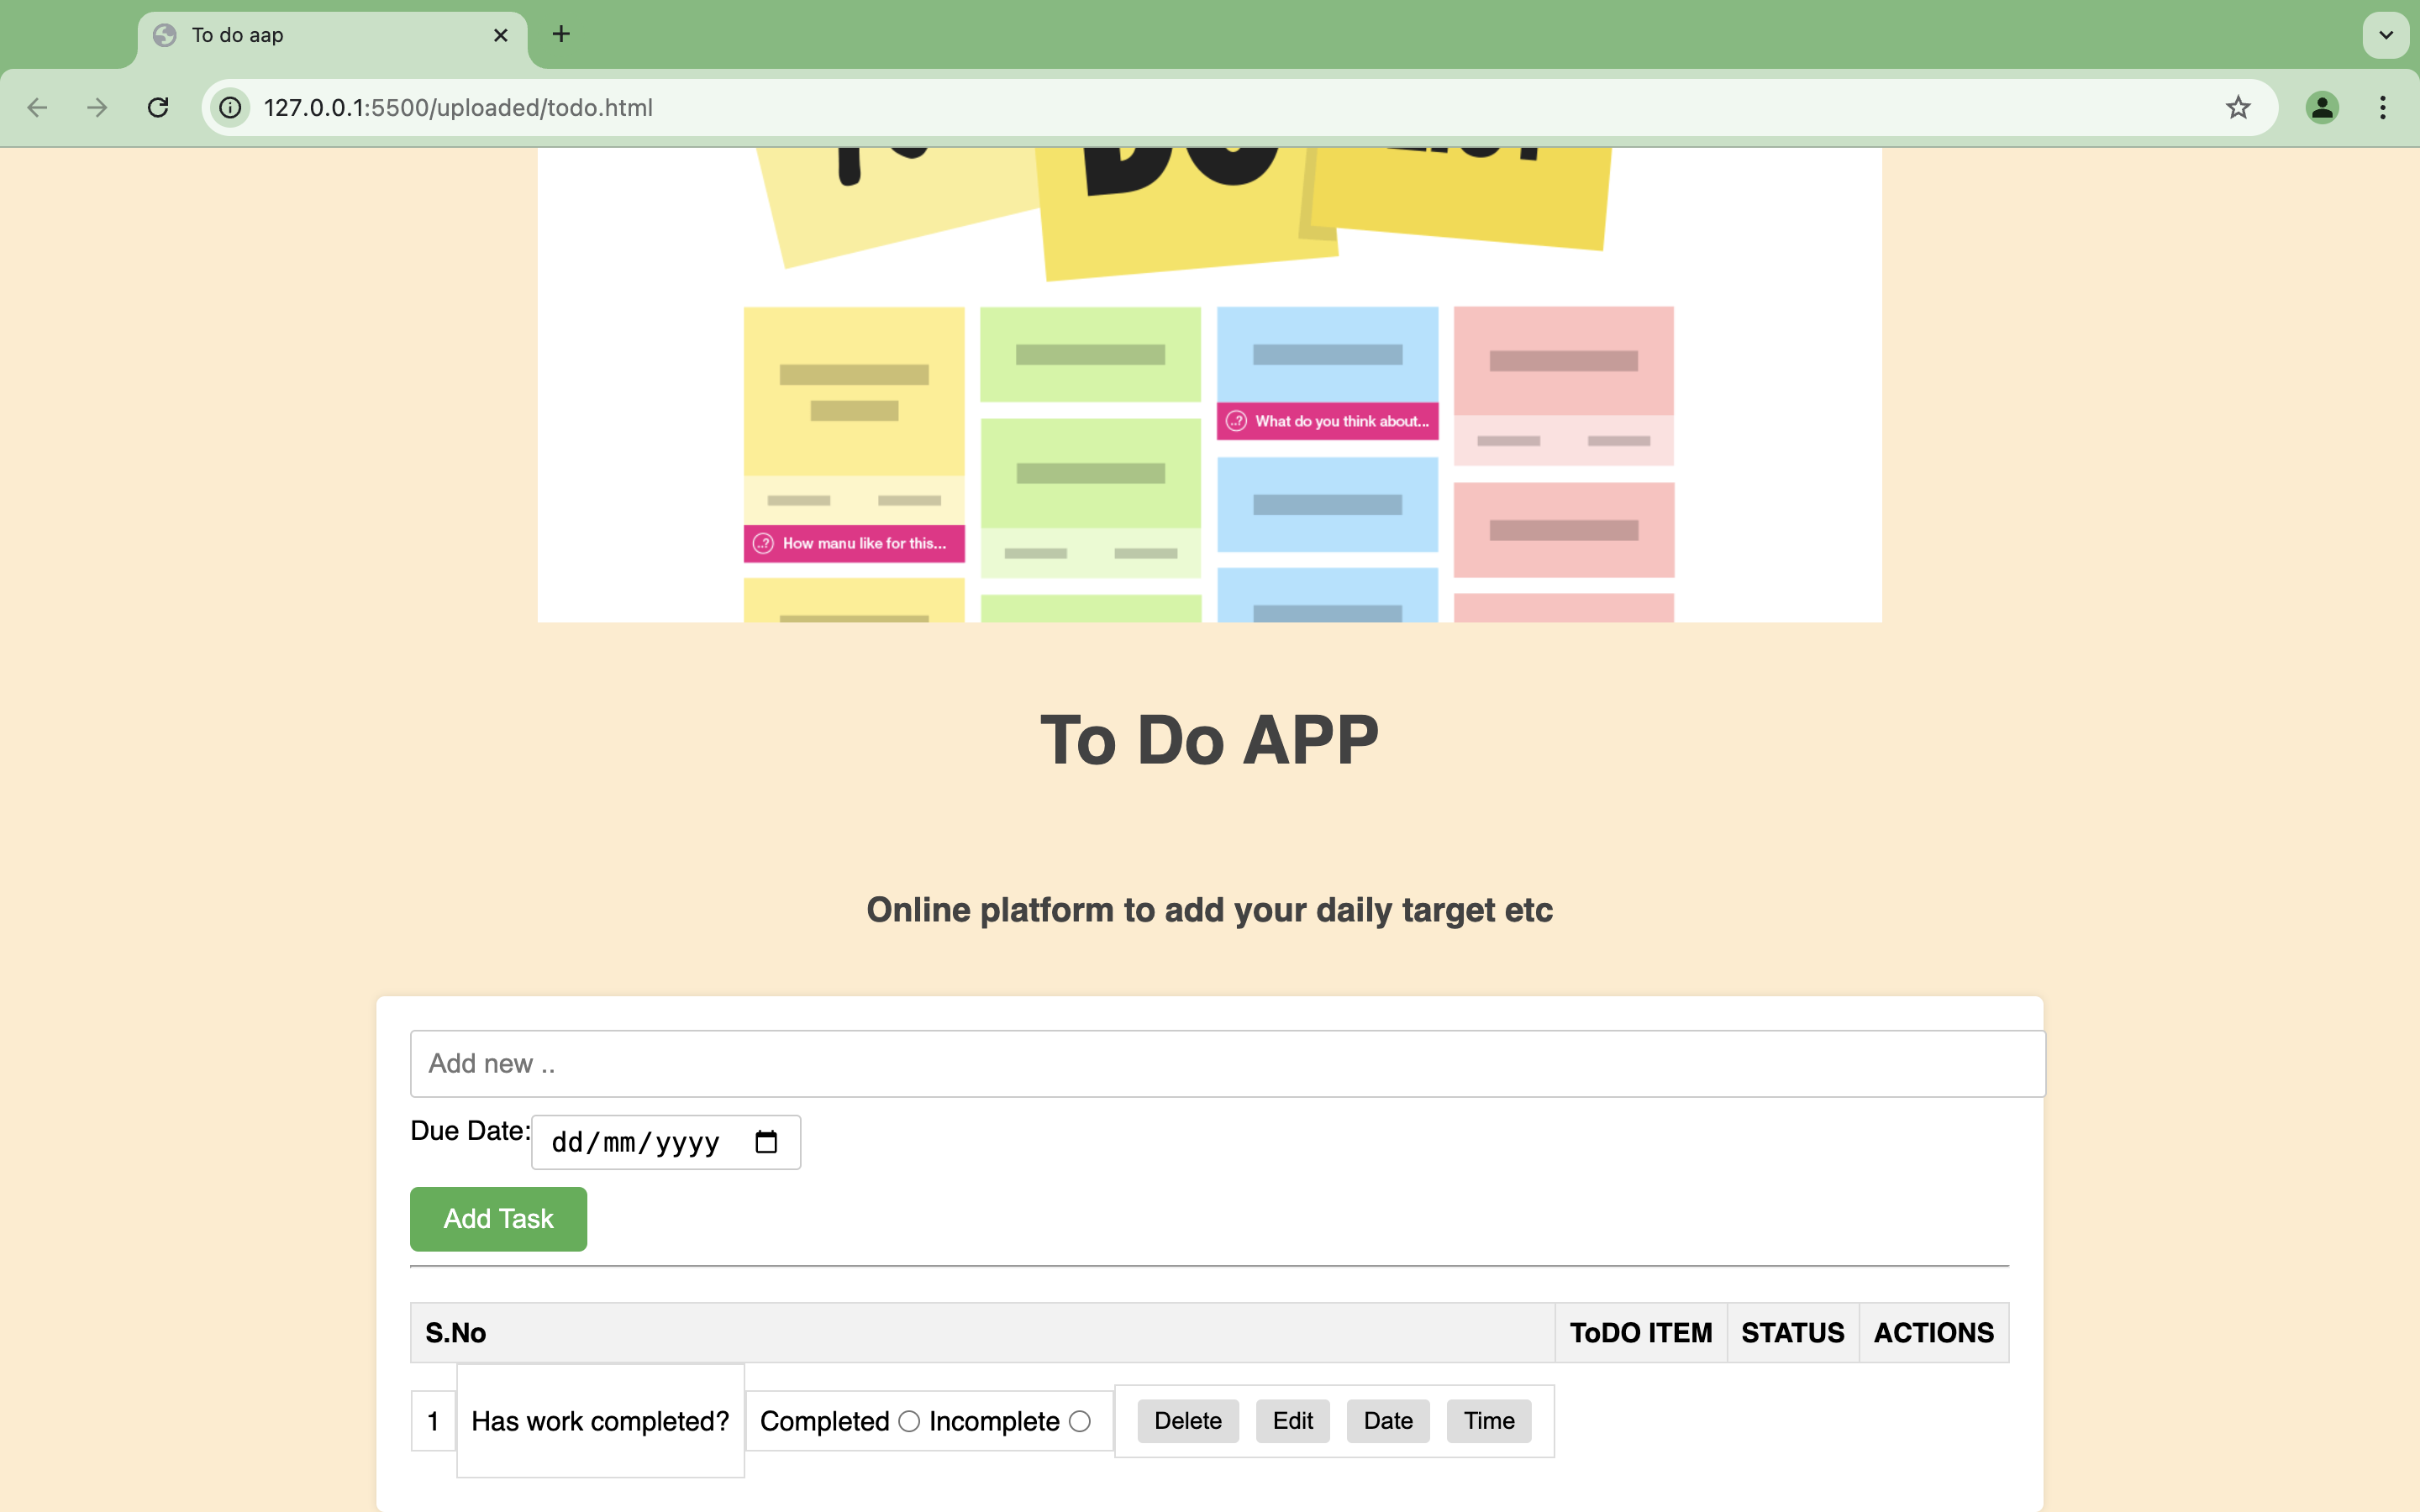 To do aap
127.0.0.1:5500/uploaded/todo.html
DO
What do you think about...
How manu like for this...
To Do APP
Online platform to add your daily target etc
Add new ..
Due Date: dd/mm/yyyy
Add Task
S.No ToDO ITEM STATUS ACTIONS
1 Has work completed? Completed Incomplete Delete Edit Date Time